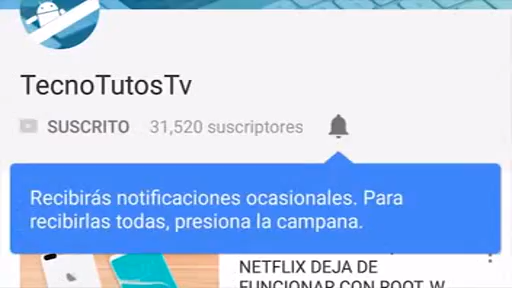 TecnoTutosTv
SUSCRITO 31,520 suscriptores
Recibirás notificaciones ocasionales. Para
recibirlas todas, presiona la campana.
NETFLIX DEJA DE
FUNCIONAR CON ROOT, W